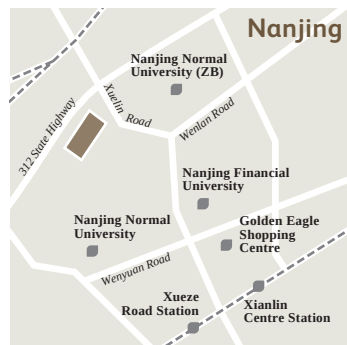 Nanjing
Nanjing Normal
University (ZB)
Xuelin Road
Wenlan Road
312 State Highway
Nanjing Financial
University
Nanjing Normal
University
Golden Eagle
Shopping
Centre
Wenyuan Road
Xueze
Road Station
Xianlin
Centre Station